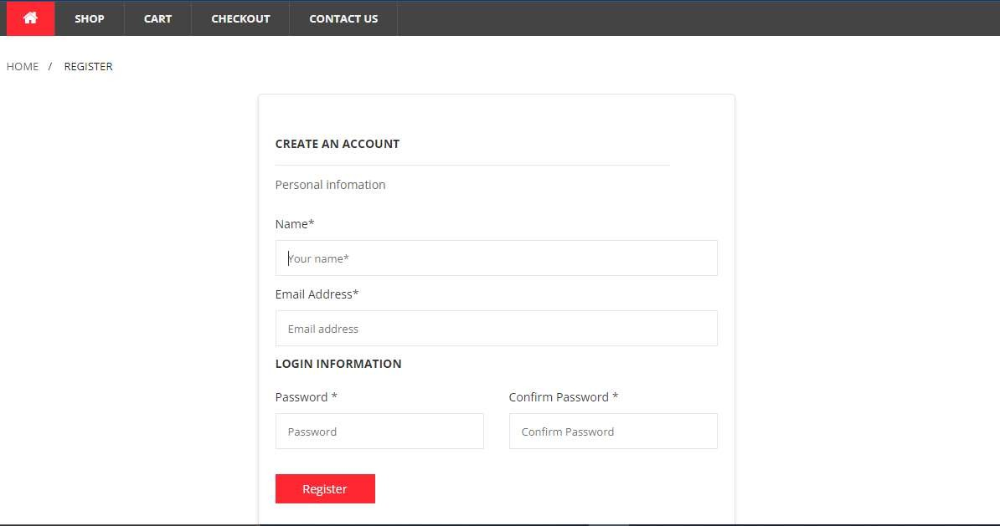 SHOP CART CHECKOUT CONTACT US
HOME / REGISTER
CREATE AN ACCOUNT
Personal infomation
Name*
Your name*
Email Address*
Email address
LOGIN INFORMATION
Password * Confirm Password *
Password Confirm Password
Register